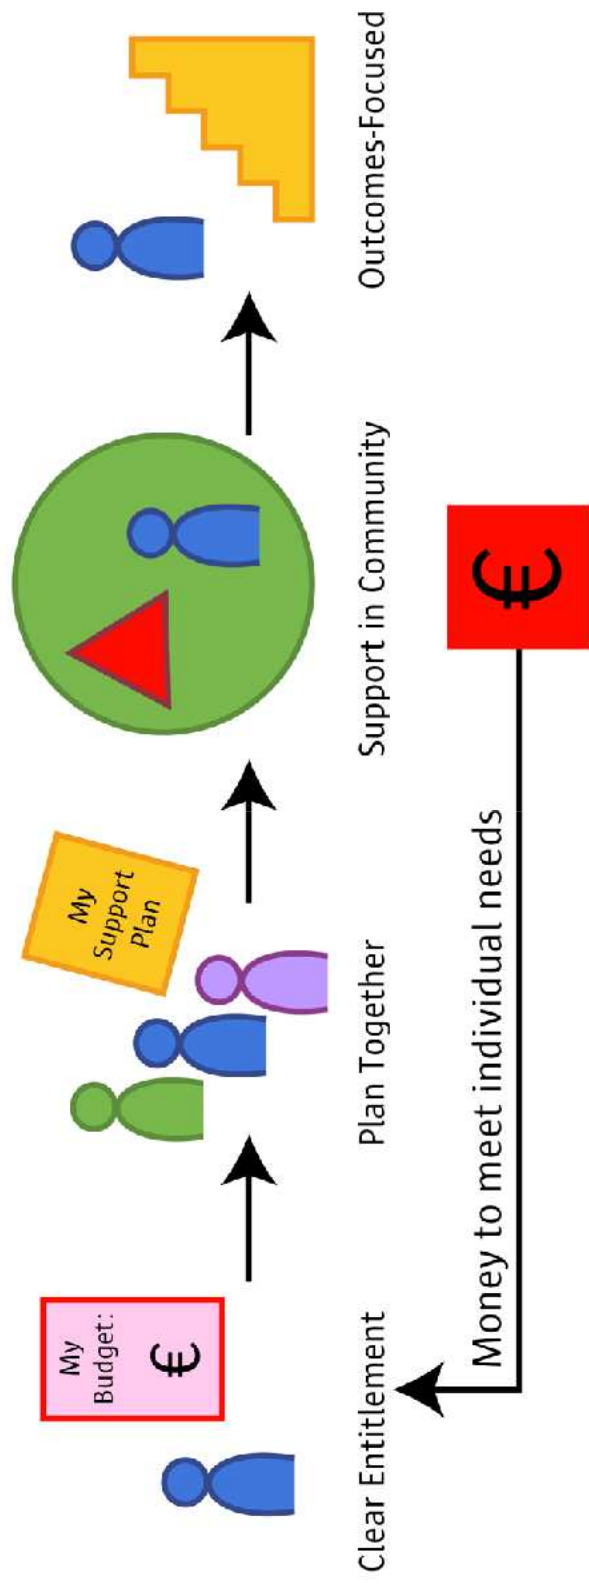 My
Budget:
€
My
Support
Plan
Clear Entitlement
Plan Together
Support in Community
Outcomes-Focused
Money to meet individual needs
€